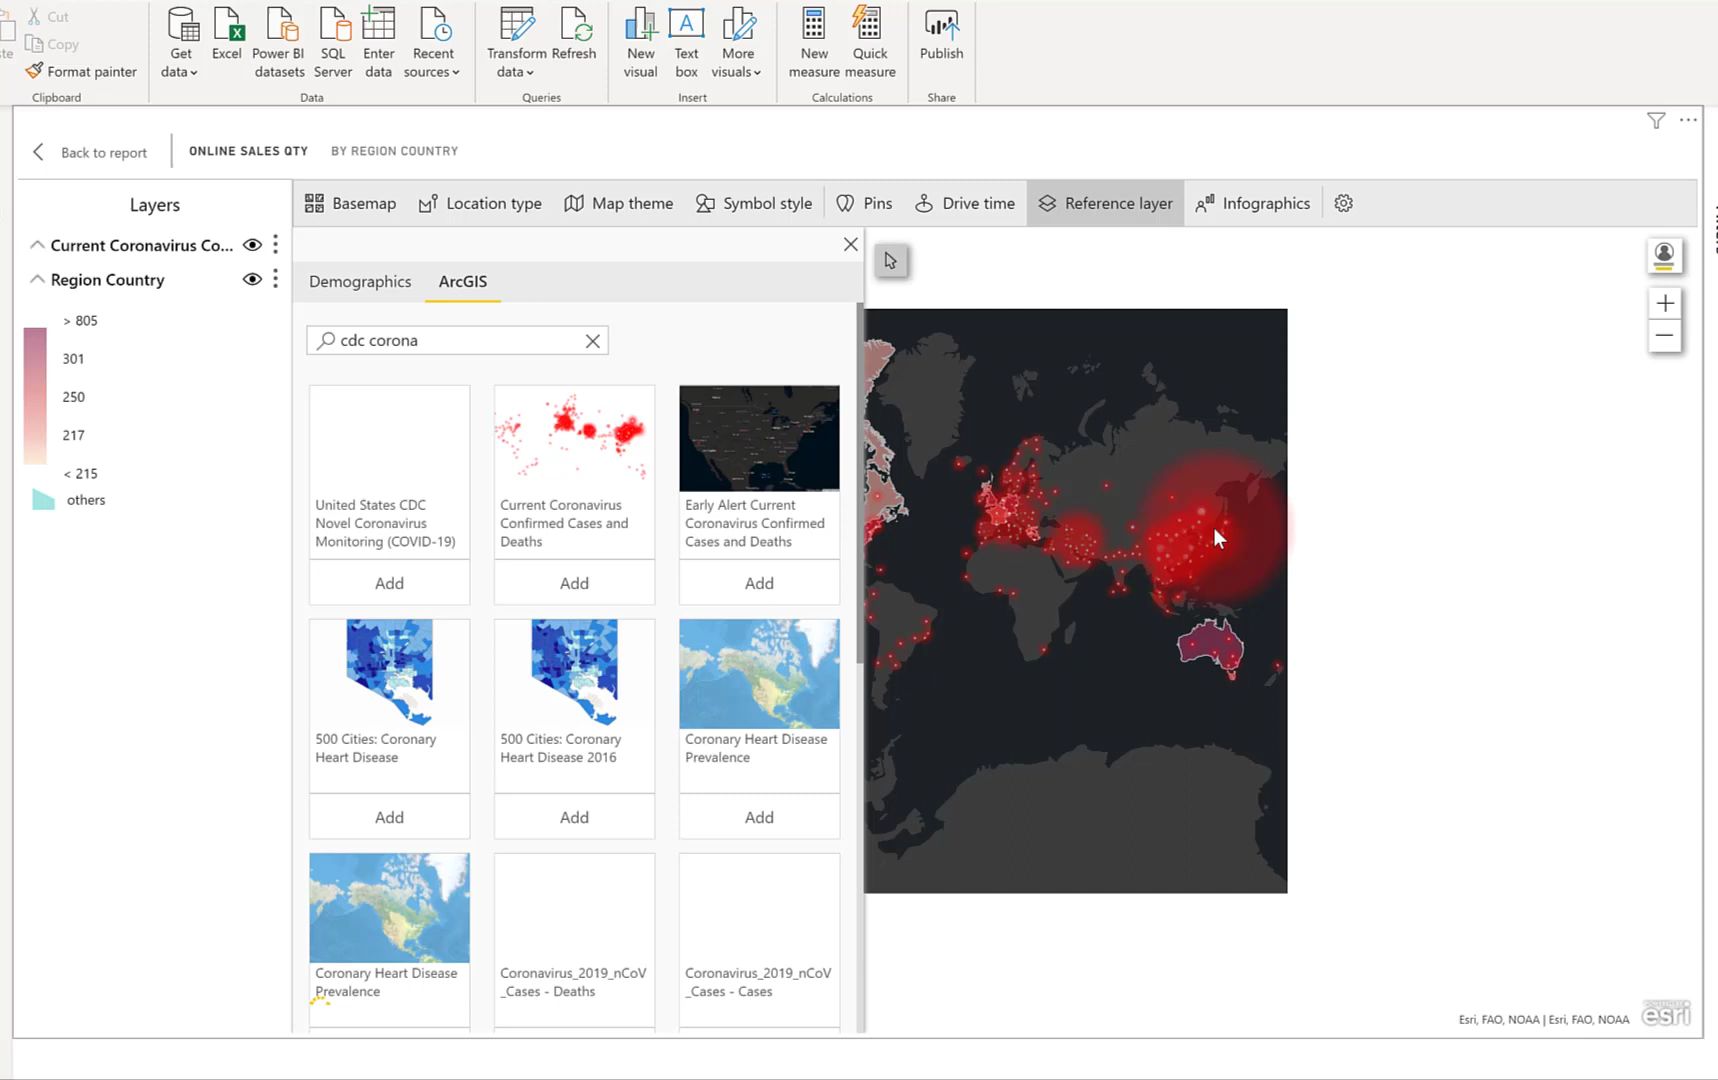 Cut
Copy
Format painter
Clipboard
Get
data
Excel
Power BI
datasets
SQL
Server
Enter
data
Recent
sources
Data
Transform
data
Refresh
Queries
New
visual
Text
box
More
visuals
Insert
New
measure
Quick
measure
Calculations
Publish
Share
Back to report
ONLINE SALES QTY
BY REGION COUNTRY
Layers
Current Coronavirus Co...
Region Country
> 805
301
250
217
< 215
others
Basemap
Location type
Map theme
Symbol style
Pins
Drive time
Reference layer
Infographics
Demographics
ArcGIS
cdc corona
United States CDC
Novel Coronavirus
Monitoring (COVID-19)
Add
Current Coronavirus
Confirmed Cases and
Deaths
Add
Early Alert Current
Coronavirus Confirmed
Cases and Deaths
Add
500 Cities: Coronary
Heart Disease
Add
500 Cities: Coronary
Heart Disease 2016
Add
Coronary Heart Disease
Prevalence
Add
Coronary Heart Disease
Prevalence
Coronavirus_2019_nCoV
_Cases - Deaths
Coronavirus_2019_nCoV
_Cases - Cases
Esri, FAO, NOAA | Esri, FAO, NOAA
esri